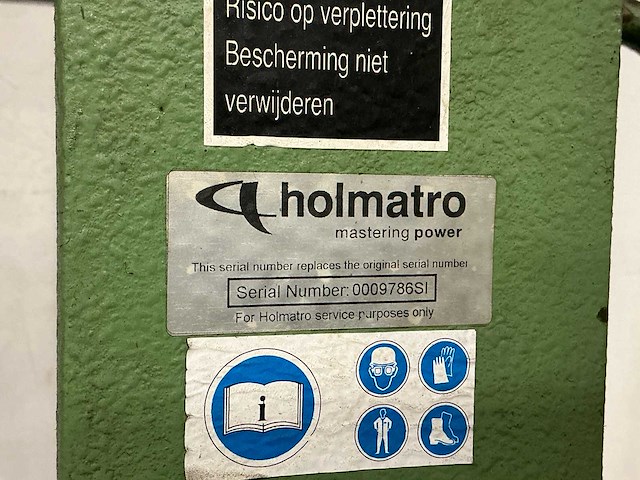 Risico op verplettering
Bescherming niet
verwijderen
holmatro
mastering power
This serial number replaces the original serial number
Serial Number: 0009786SI
For Holmatro service purposes only
i